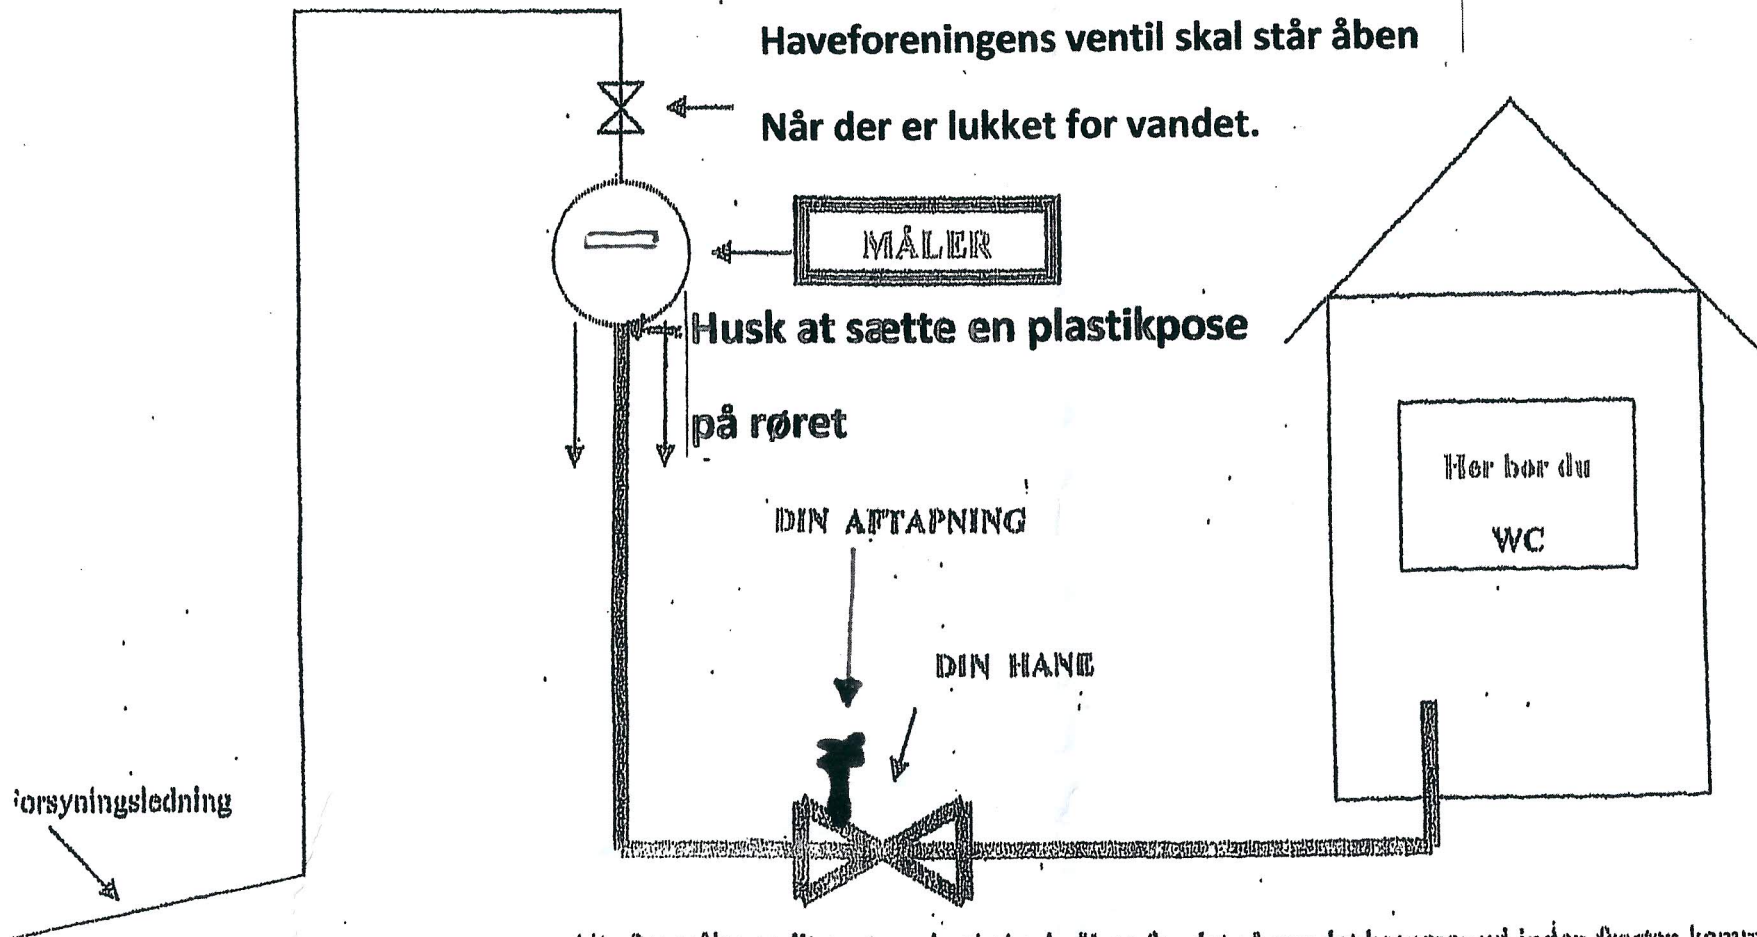 Haveforeningens ventil skal står åben
Når der er lukket for vandet.
MÅLER
Husk at sætte en plastikpose
på røret
DIN AFTAPNING
DIN HANE
Her bor du
WC
orsyningsledning